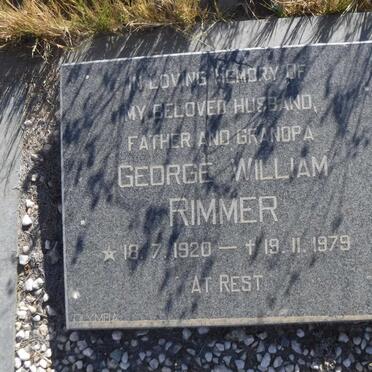 IN LOVING MEMORY OF
MY BELOVED HUSBAND,
FATHER AND GRANDPA
GEORGE WILLIAM
RIMMER
★ 18. 7. 1920 — ✝ 19. 11. 1979
AT REST
OLYMPIA